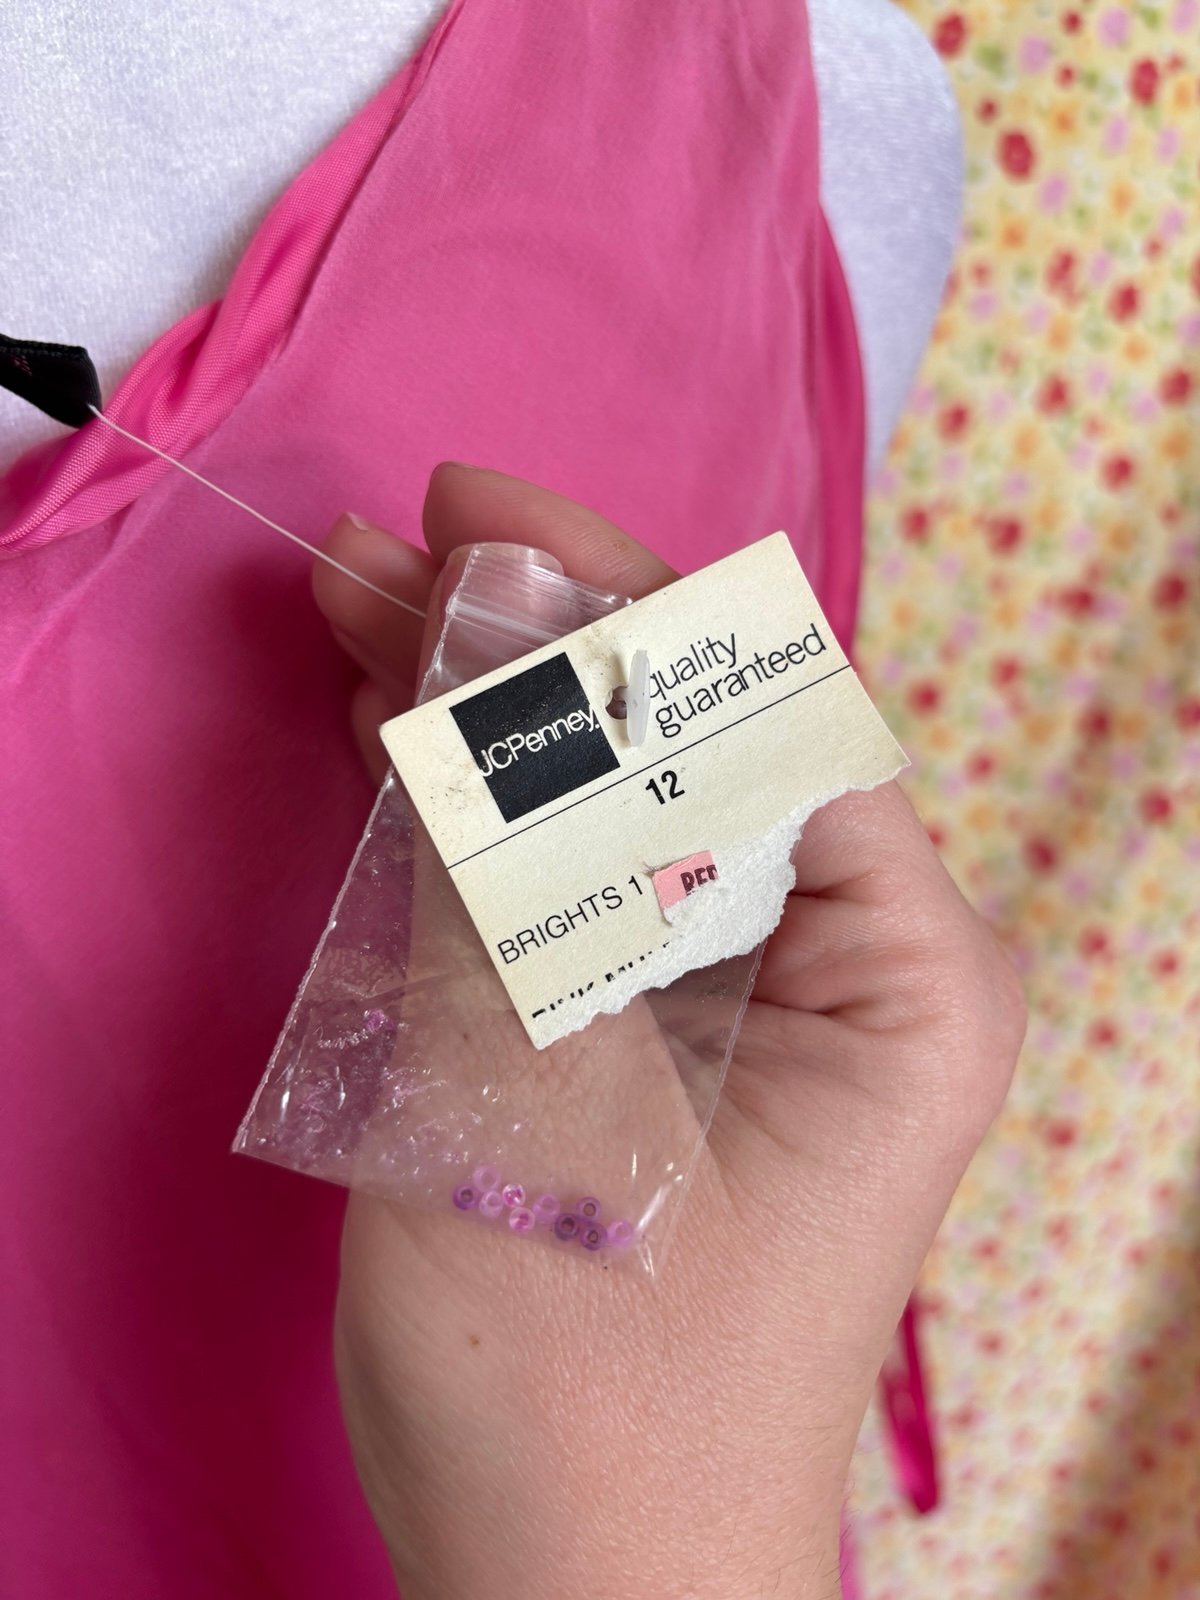 JCPenney
quality
guaranteed
12
BRIGHTS 1